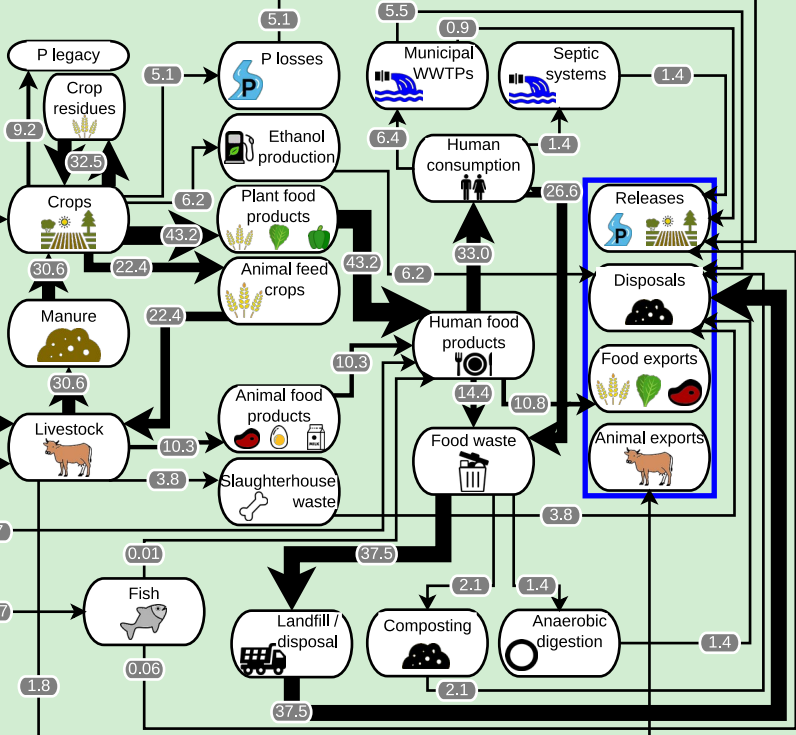 5.1
5.5
0.9
P legacy
P losses
P
Municipal
WWTPs
Septic
systems
5.1
1.4
Crop
residues
9.2
32.5
Ethanol
production
6.4
Human
consumption
1.4
6.2
26.6
Crops
Plant food
products
43.2
Releases
P
22.4
43.2
33.0
30.6
Animal feed
crops
6.2
Disposals
22.4
Manure
Human food
products
10.3
Food exports
30.6
14.4
10.8
Animal food
products
MILK
Livestock
10.3
Food waste
Animal exports
3.8
Slaughterhouse
waste
3.8
7
0.01
37.5
2.1
1.4
Fish
7
Landfill /
disposal
Composting
Anaerobic
digestion
1.4
0.06
1.8
2.1
37.5